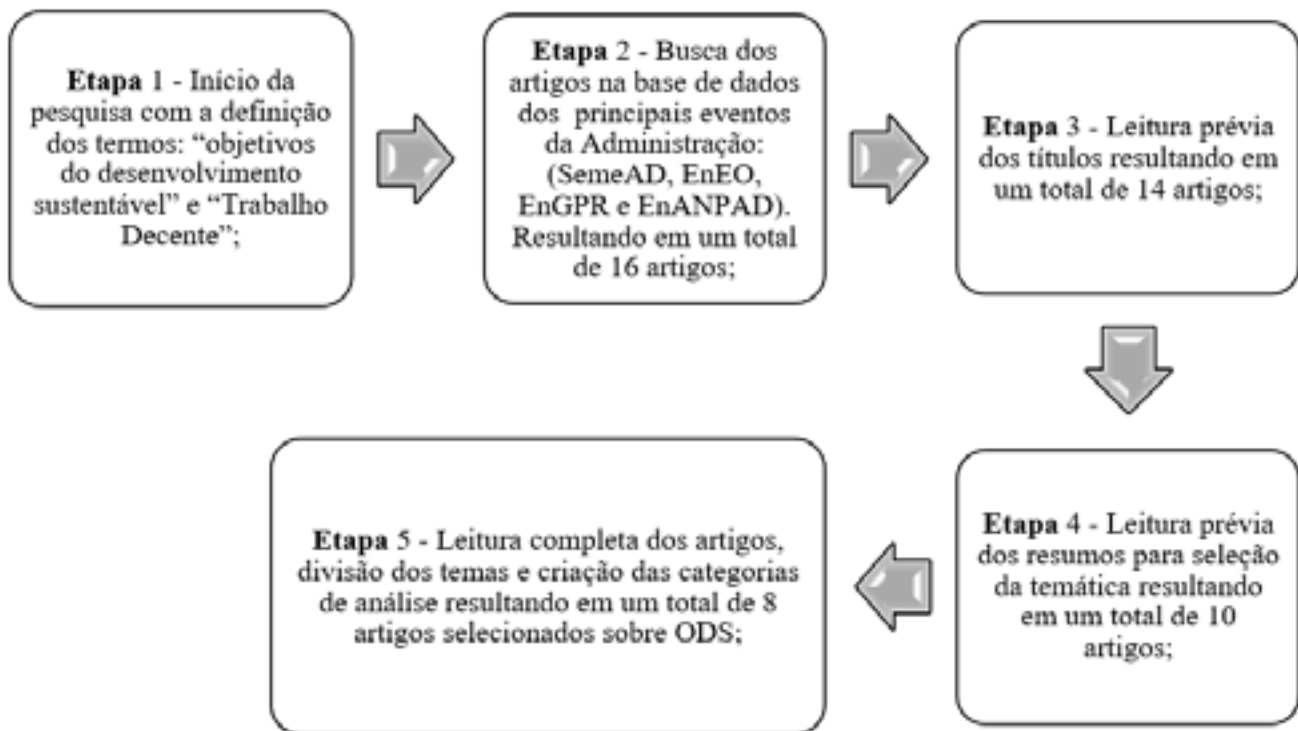 Etapa 1 - Início da
pesquisa com a definição
dos termos: “objetivos
do desenvolvimento
sustentável” e “Trabalho
Decente”;
Etapa 2 - Busca dos
artigos na base de dados
dos principais eventos
da Administração:
(SemeAD, EnEO,
EnGPR e EnANPAD).
Resultando em um total
de 16 artigos;
Etapa 3 - Leitura prévia
dos títulos resultando em
um total de 14 artigos;
Etapa 4 - Leitura prévia
dos resumos para seleção
da temática resultando
em um total de 10
artigos;
Etapa 5 - Leitura completa dos artigos,
divisão dos temas e criação das categorias
de análise resultando em um total de 8
artigos selecionados sobre ODS;